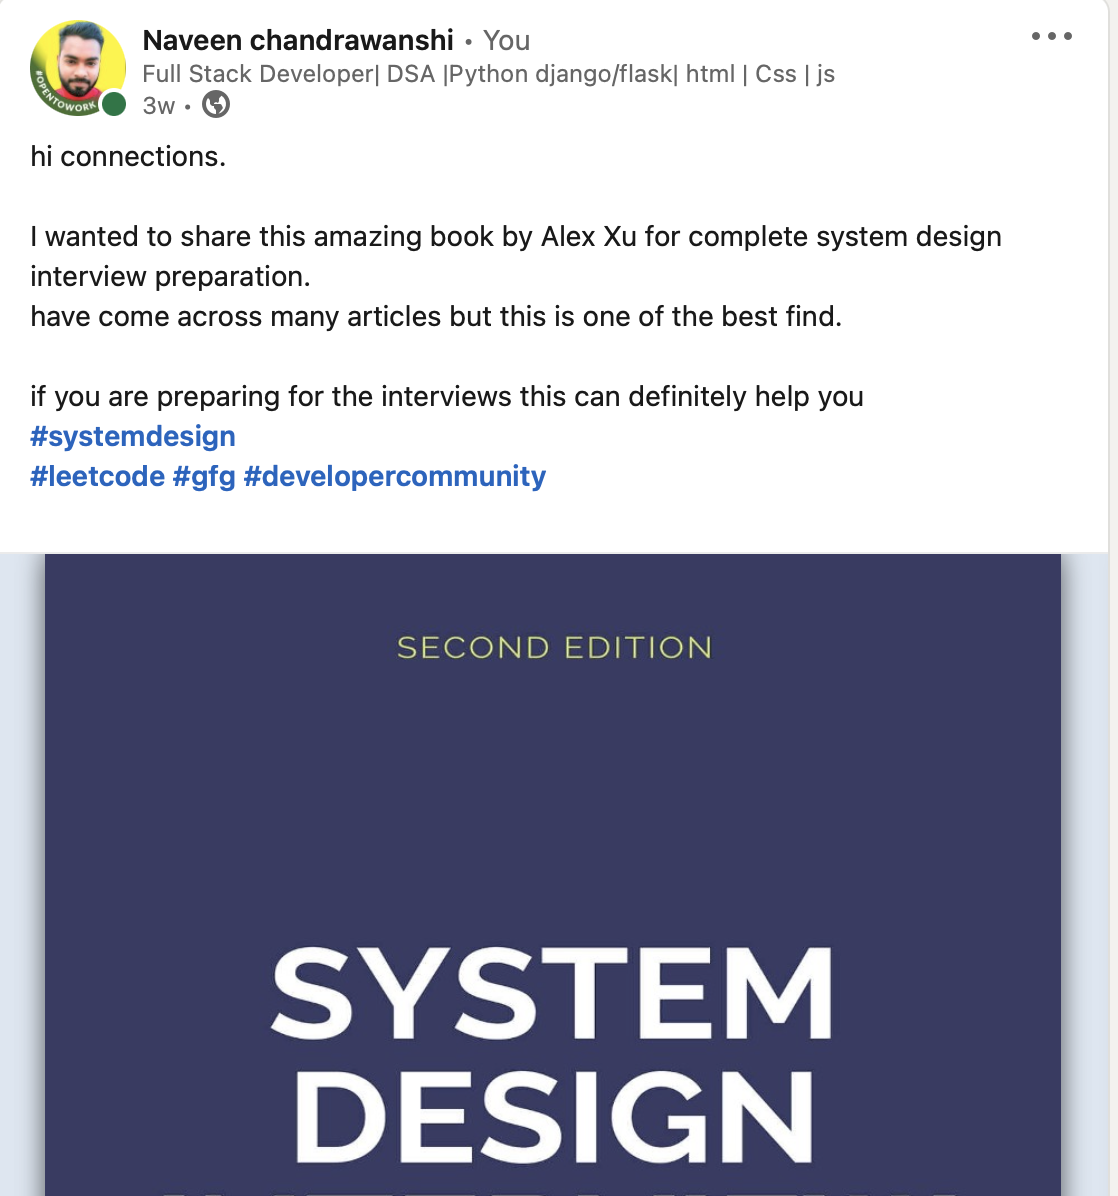 Naveen chandrawanshi • You
Full Stack Developer| DSA |Python django/flask| html | Css | js
3w •
#OPENTOWORK
hi connections.
I wanted to share this amazing book by Alex Xu for complete system design
interview preparation.
have come across many articles but this is one of the best find.
if you are preparing for the interviews this can definitely help you
#systemdesign
#leetcode #gfg #developercommunity
SECOND EDITION
SYSTEM
DESIGN